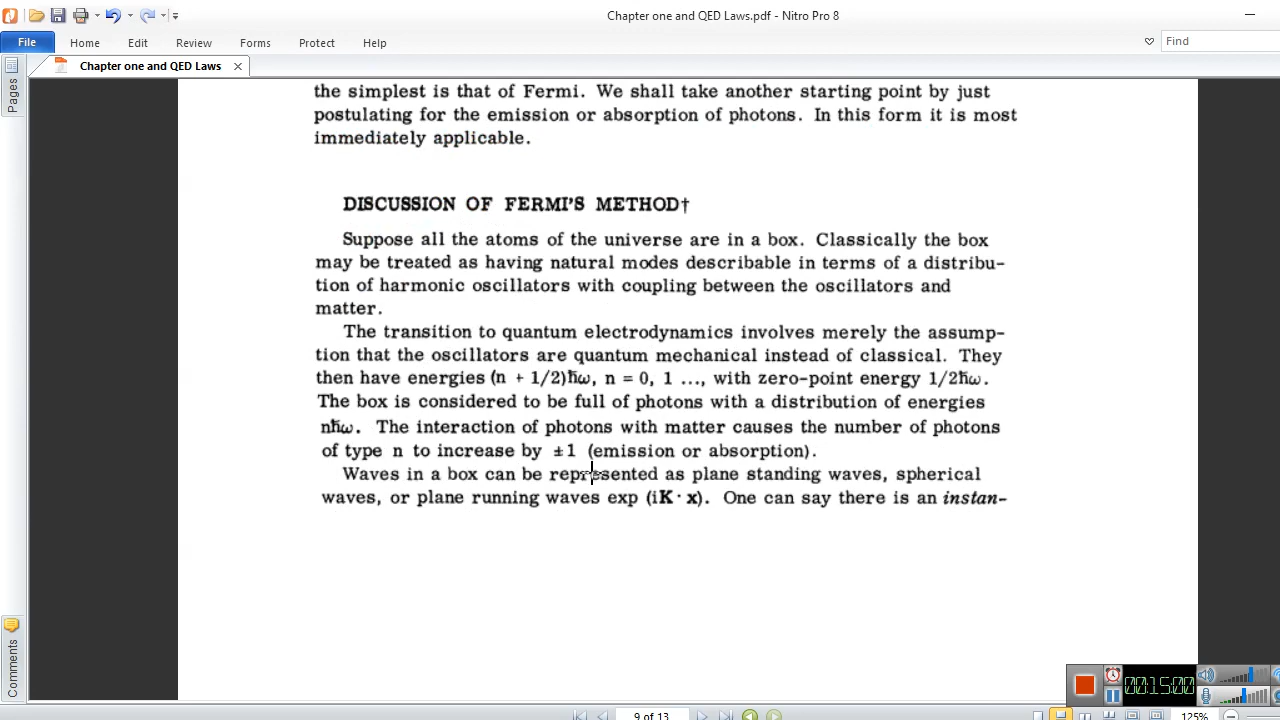 Chapter one and QED Laws.pdf - Nitro Pro 8
File Home Edit Review Forms Protect Help Find
Chapter one and QED Laws
Pages
the simplest is that of Fermi. We shall take another starting point by just
postulating for the emission or absorption of photons. In this form it is most
immediately applicable.
DISCUSSION OF FERMI'S METHOD†
Suppose all the atoms of the universe are in a box. Classically the box
may be treated as having natural modes describable in terms of a distribu-
tion of harmonic oscillators with coupling between the oscillators and
matter.
The transition to quantum electrodynamics involves merely the assump-
tion that the oscillators are quantum mechanical instead of classical. They
then have energies (n + 1/2)ħω, n = 0, 1 ..., with zero-point energy 1/2ħω.
The box is considered to be full of photons with a distribution of energies
nħω. The interaction of photons with matter causes the number of photons
of type n to increase by ±1 (emission or absorption).
Waves in a box can be represented as plane standing waves, spherical
waves, or plane running waves exp (iK · x). One can say there is an instan-
Comments
00:15:00
9 of 13
125%